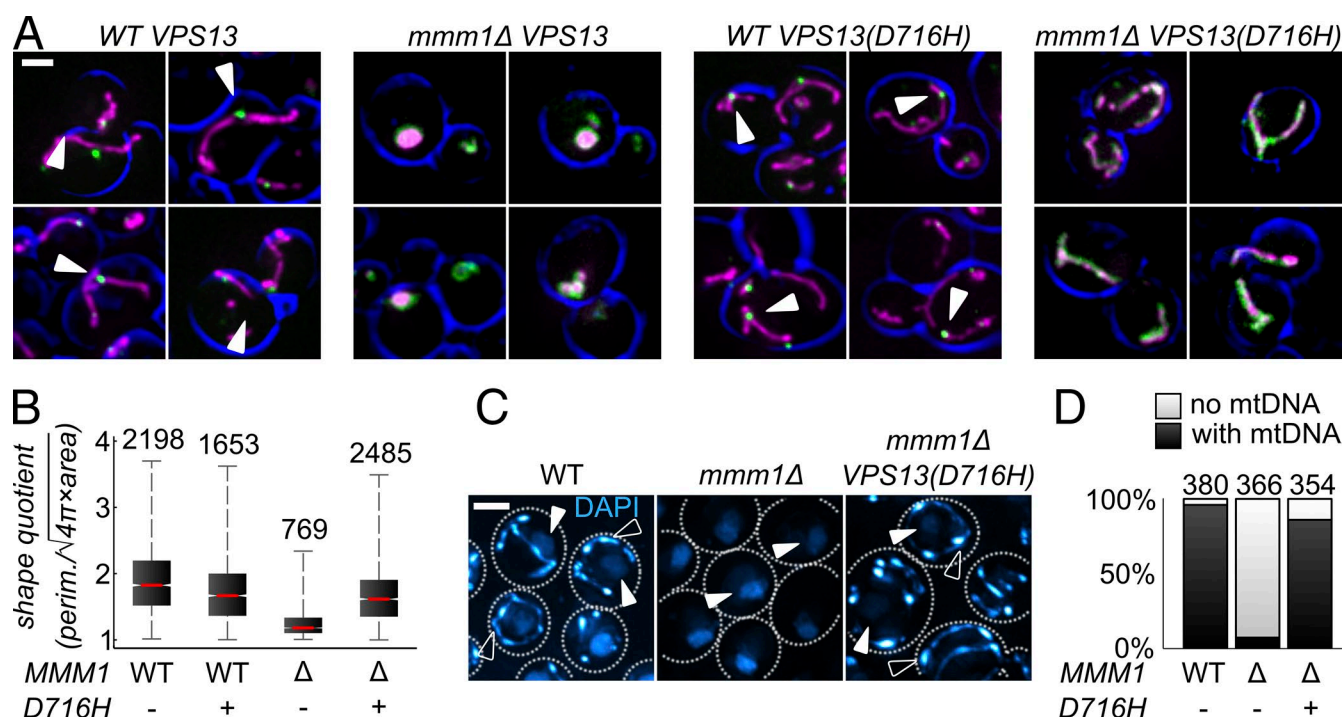 A
WT VPS13
mmm1Δ VPS13
WT VPS13(D716H)
mmm1Δ VPS13(D716H)
B
shape quotient
(perim./√4π×area)
4
3
2
1
2198
1653
769
2485
MMM1 WT WT Δ Δ
D716H - + - +
C
WT
mmm1Δ
mmm1Δ
VPS13(D716H)
DAPI
D
no mtDNA
with mtDNA
380 366 354
100%
50%
0%
MMM1 WT Δ Δ
D716H - - +